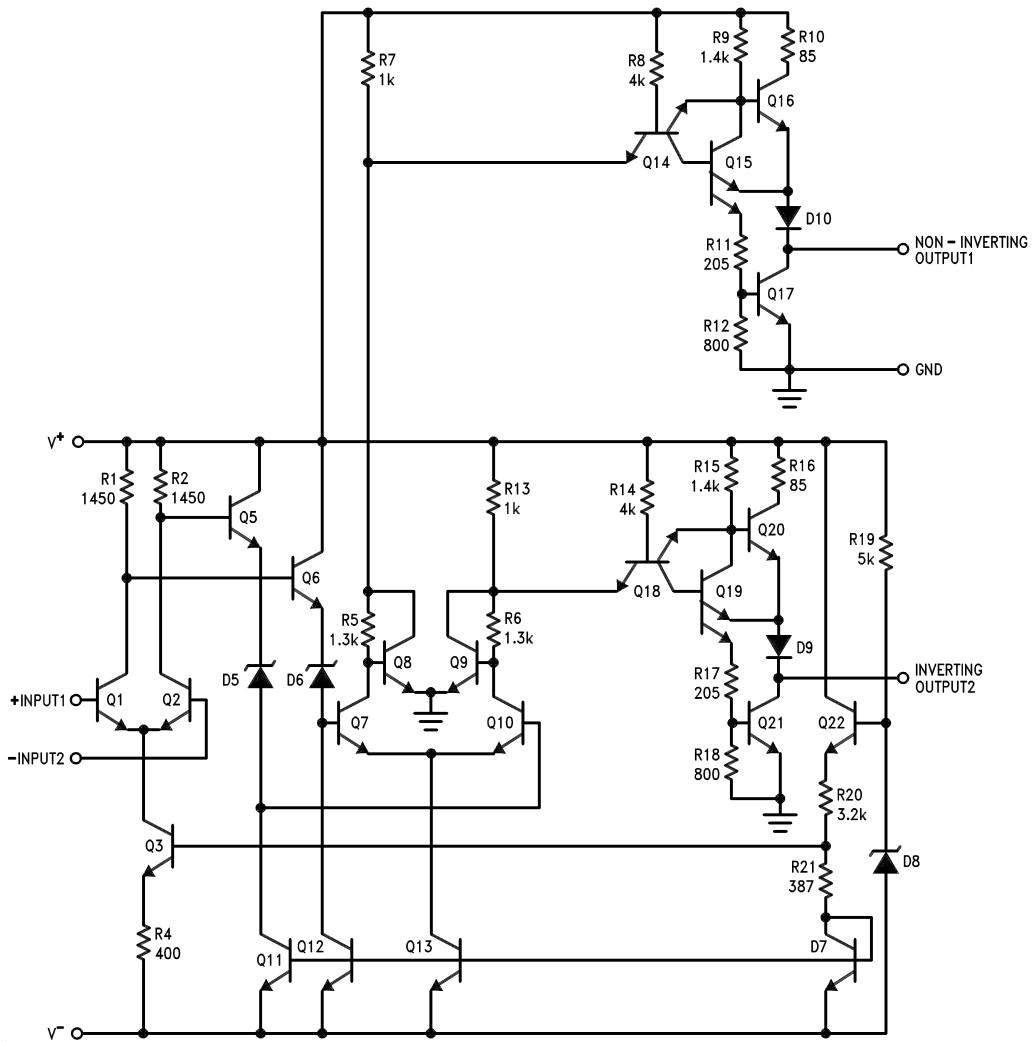 R7
1k
R8
4k
R9
1.4k
R10
85
Q16
Q14
Q15
D10
R11
205
NON – INVERTING
OUTPUT1
Q17
R12
800
GND
V+
R1
1450
R2
1450
Q5
R13
1k
R14
4k
R15
1.4k
R16
85
Q20
R19
5k
Q6
Q18
Q19
R5
1.3k
R6
1.3k
Q8
Q9
D9
D5
D6
R17
205
INVERTING
OUTPUT2
+INPUT1
Q1
Q2
Q7
Q10
Q21
Q22
–INPUT2
R18
800
R20
3.2k
Q3
R21
387
D8
R4
400
Q11
Q12
Q13
D7
V–